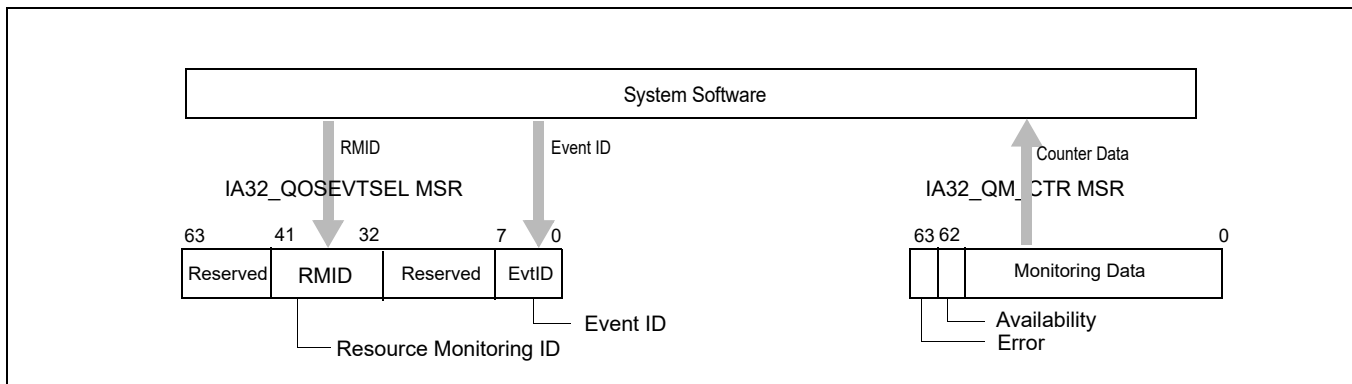 System Software
RMID
Event ID
Counter Data
IA32_QOSEVTSEL MSR
IA32_QM_CTR MSR
63 41 32 7 0
63 62 0
Reserved RMID Reserved EvtID
Monitoring Data
Event ID
Resource Monitoring ID
Availability
Error